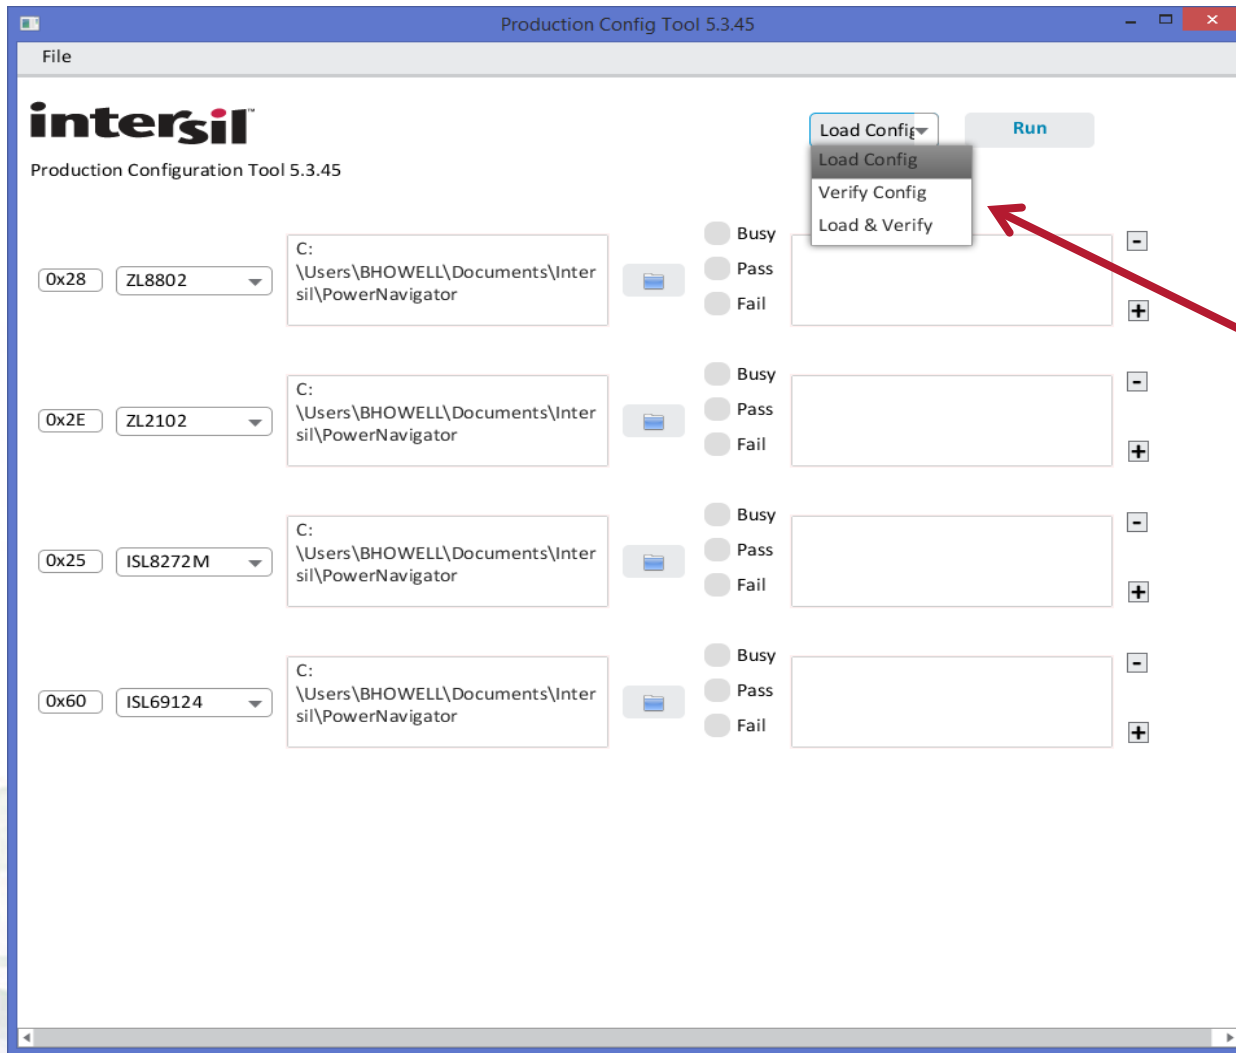 Production Config Tool 5.3.45
File
intersil™
Production Configuration Tool 5.3.45
Load Config
Run
Load Config
Verify Config
Load & Verify
0x28
ZL8802
C:
\Users\BHOWELL\Documents\Inter
sil\PowerNavigator
Busy
Pass
Fail
-
+
0x2E
ZL2102
C:
\Users\BHOWELL\Documents\Inter
sil\PowerNavigator
Busy
Pass
Fail
-
+
0x25
ISL8272M
C:
\Users\BHOWELL\Documents\Inter
sil\PowerNavigator
Busy
Pass
Fail
-
+
0x60
ISL69124
C:
\Users\BHOWELL\Documents\Inter
sil\PowerNavigator
Busy
Pass
Fail
-
+